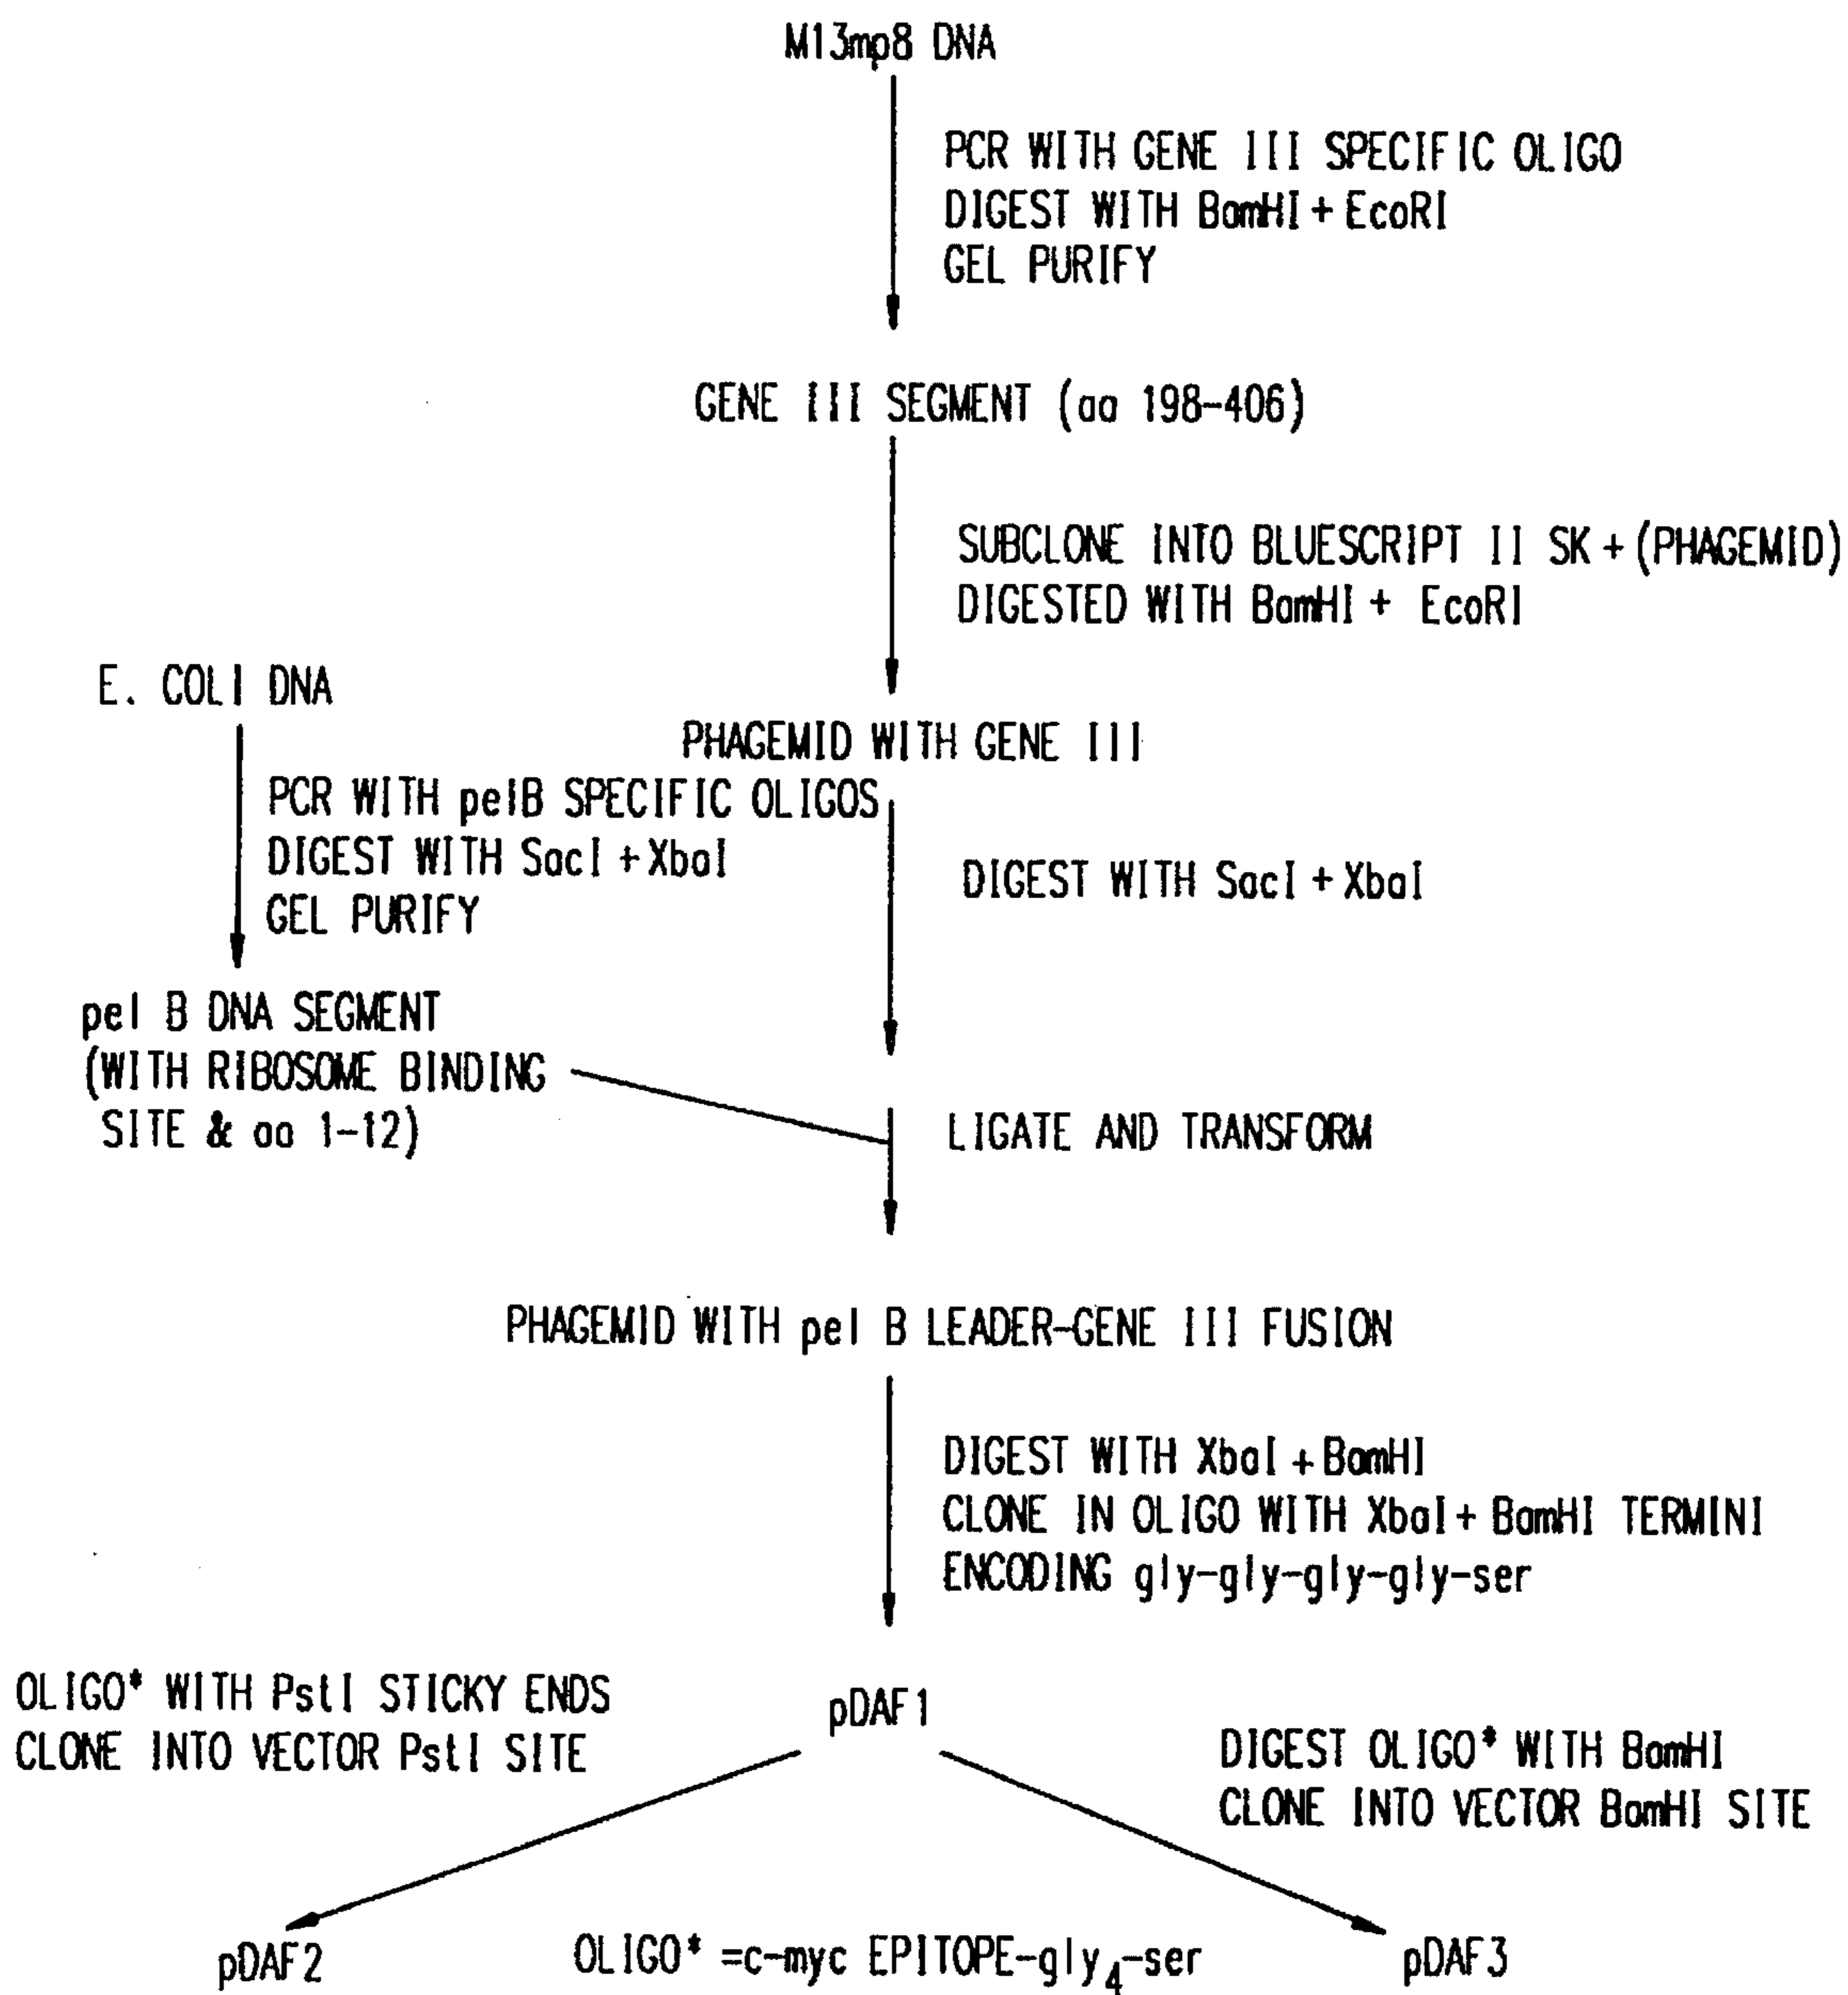 M13mp8 DNA
PCR WITH GENE III SPECIFIC OLIGO
DIGEST WITH BamHI + EcoRI
GEL PURIFY
GENE III SEGMENT (aa 198-406)
SUBCLONE INTO BLUESCRIPT II SK + (PHAGEMID)
DIGESTED WITH BamHI + EcoRI
E. COLI DNA
PHAGEMID WITH GENE III
PCR WITH pelB SPECIFIC OLIGOS
DIGEST WITH SacI + XbaI
GEL PURIFY
DIGEST WITH SacI + XbaI
pel B DNA SEGMENT
(WITH RIBOSOME BINDING
SITE & aa 1-12)
LIGATE AND TRANSFORM
PHAGEMID WITH pel B LEADER-GENE III FUSION
DIGEST WITH XbaI + BamHI
CLONE IN OLIGO WITH XbaI + BamHI TERMINI
ENCODING gly-gly-gly-gly-ser
OLIGO* WITH PstI STICKY ENDS
CLONE INTO VECTOR PstI SITE
pDAF1
DIGEST OLIGO* WITH BamHI
CLONE INTO VECTOR BamHI SITE
pDAF2
OLIGO* =c-myc EPITOPE-gly₄-ser
pDAF3